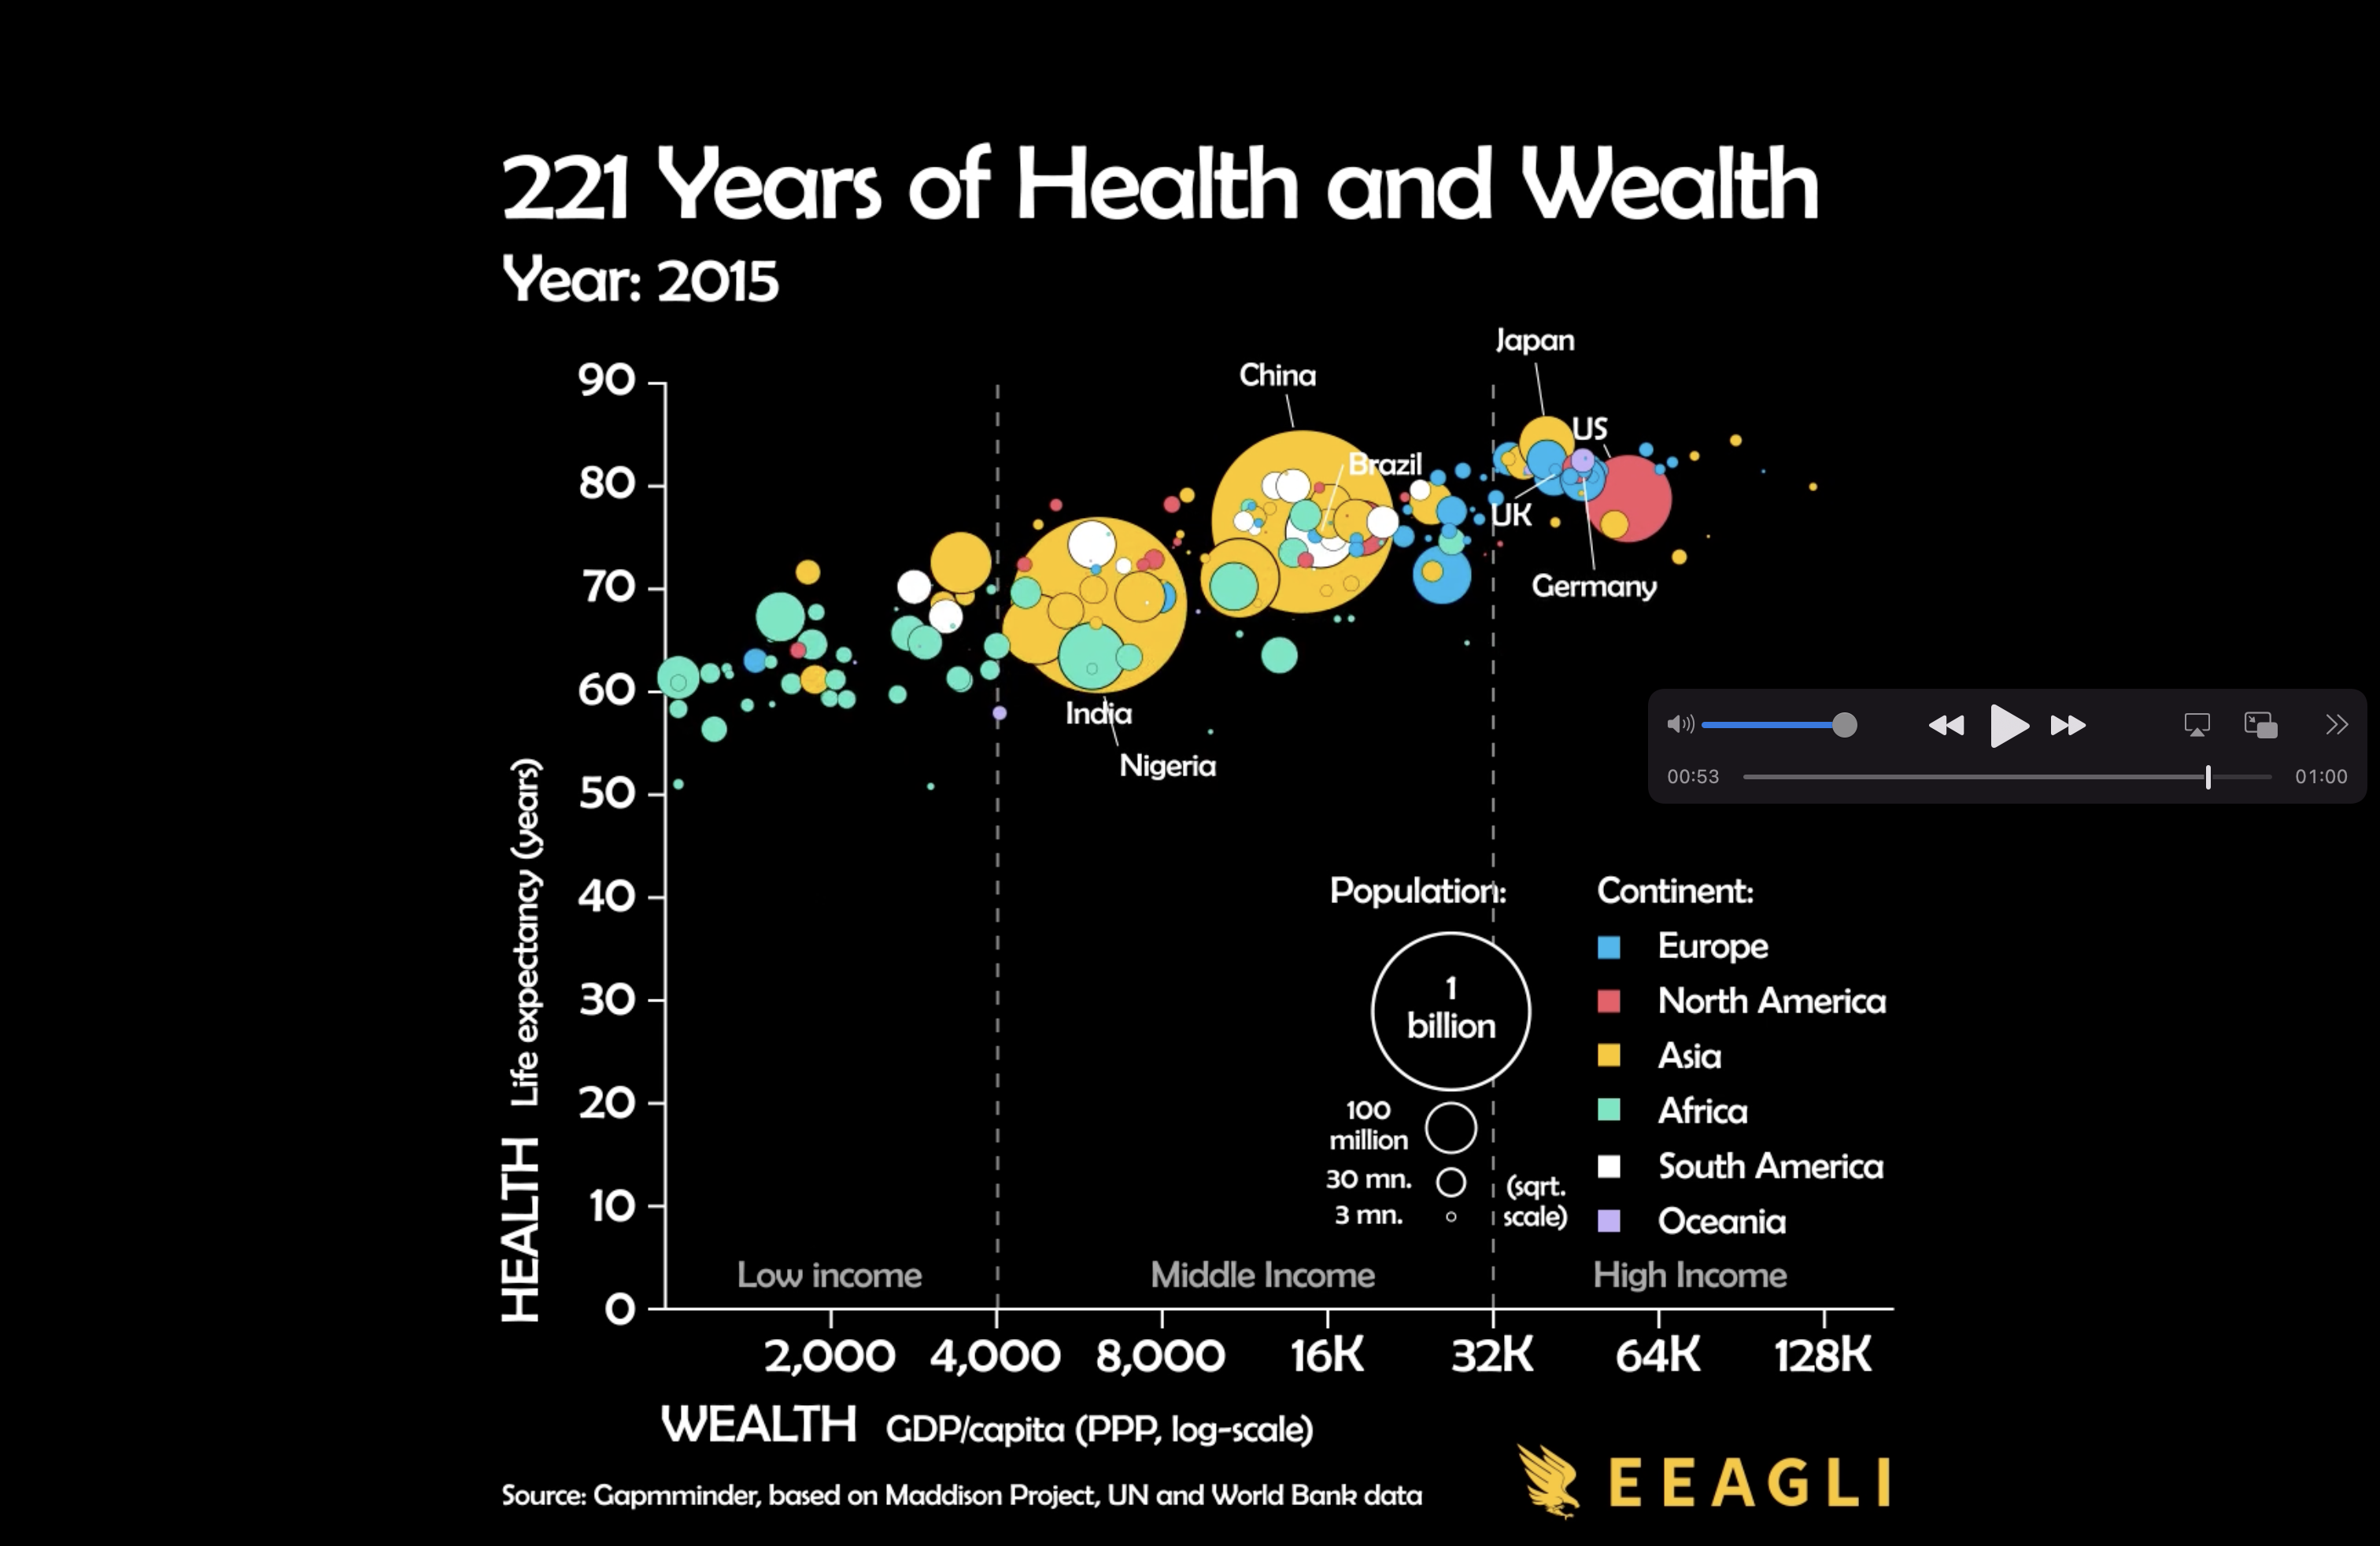 221 Years of Health and Wealth
Year: 2015
Japan
China
US
Brazil
UK
Germany
India
Nigeria
90
80
70
60
50
40
30
20
10
0
HEALTH Life expectancy (years)
00:53
01:00
Population:
1
billion
100
million
30 mn.
3 mn.
(sqrt.
scale)
Continent:
Europe
North America
Asia
Africa
South America
Oceania
Low income
Middle Income
High Income
2,000 4,000 8,000 16K 32K 64K 128K
WEALTH GDP/capita (PPP, log-scale)
Source: Gapmminder, based on Maddison Project, UN and World Bank data
EEAGLI